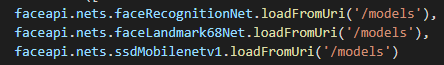 faceapi.nets.faceRecognitionNet.loadFromUri('/models'),
faceapi.nets.faceLandmark68Net.loadFromUri('/models'),
faceapi.nets.ssdMobilenetv1.loadFromUri('/models')